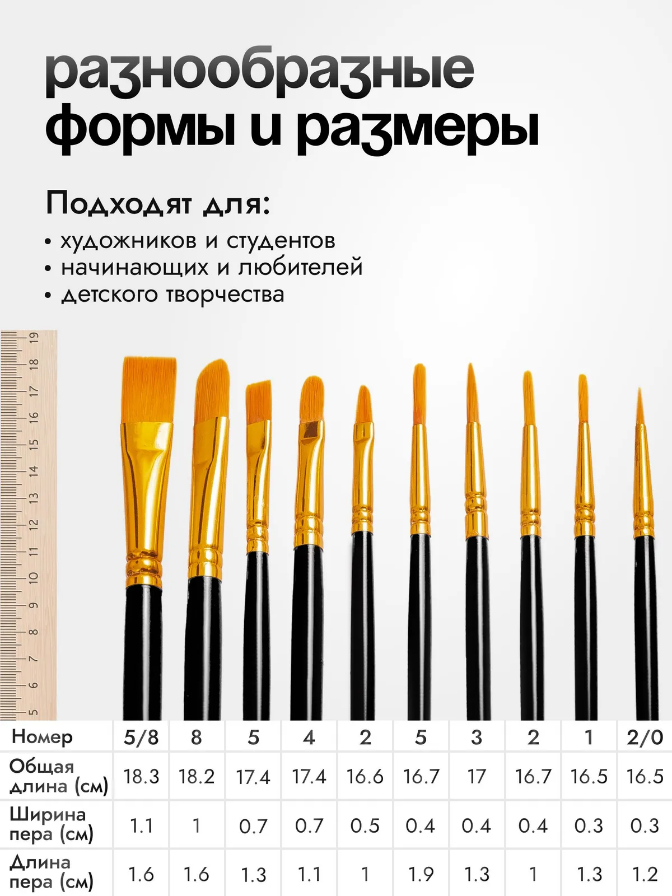 разнообразные
формы и размеры
Подходят для:
• художников и студентов
• начинающих и любителей
• детского творчества
19
18
17
16
15
14
13
12
11
10
9
8
7
6
5
Номер 5/8 8 5 4 2 5 3 2 1 2/0
Общая
длина (см) 18.3 18.2 17.4 17.4 16.6 16.7 17 16.7 16.5 16.5
Ширина
пера (см) 1.1 1 0.7 0.7 0.5 0.4 0.4 0.4 0.3 0.3
Длина
пера (см) 1.6 1.6 1.3 1.1 1 1.9 1.3 1 1.3 1.2